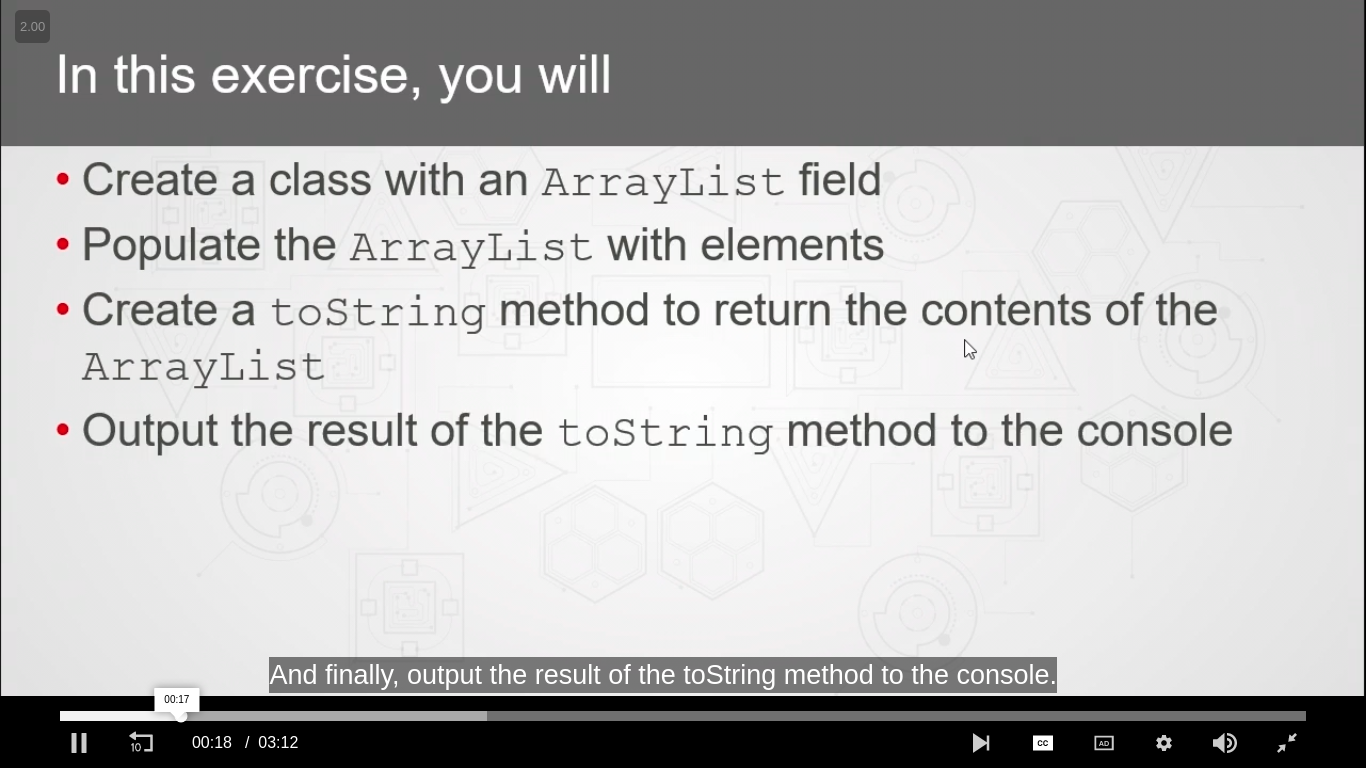 2.00
In this exercise, you will
• Create a class with an ArrayList field
• Populate the ArrayList with elements
• Create a toString method to return the contents of the
ArrayList
• Output the result of the toString method to the console
And finally, output the result of the toString method to the console.
00:17
10
00:18 / 03:12
CC
AD